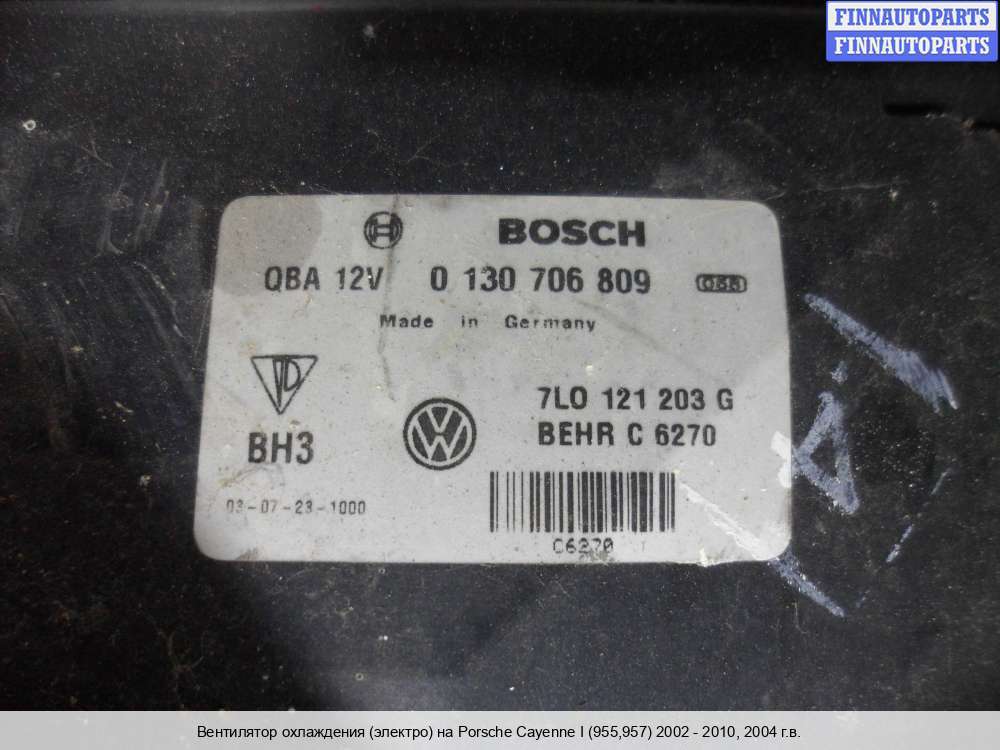 FINNAUTOPARTS
FINNAUTOPARTS
BOSCH
QBA 12V 0 130 706 809 088
Made in Germany
7L0 121 203 G
BEHR C 6270
BH3
03-07-23-1000
C6270 T
Вентилятор охлаждения (электро) на Porsche Cayenne I (955,957) 2002 - 2010, 2004 г.в.